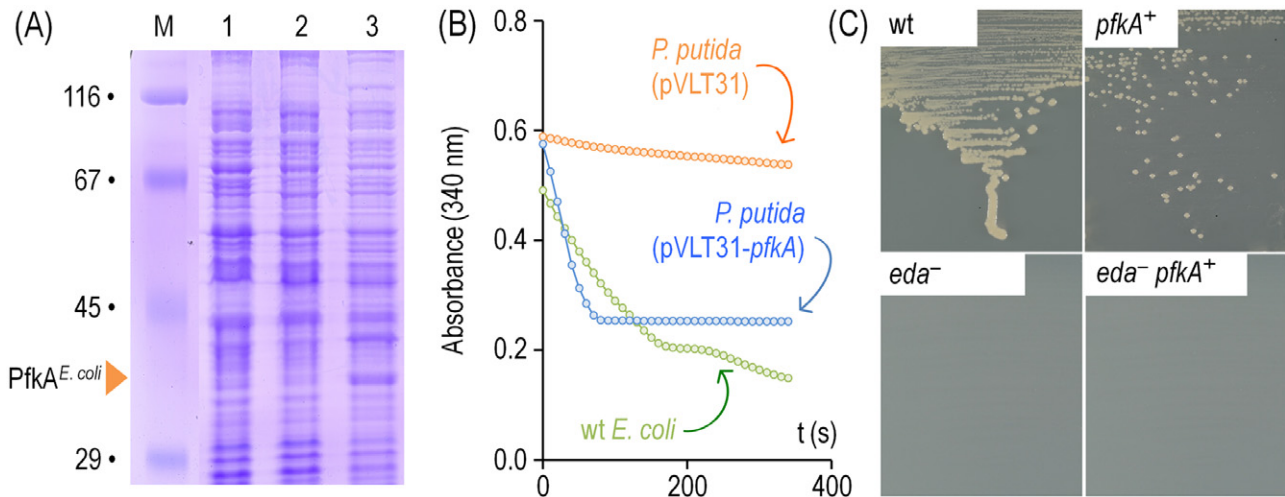 (A)
M 1 2 3
116 •
67 •
45 •
PfkA E. coli
29 •
(B)
0.8
0.6
0.4
0.2
0.0
Absorbance (340 nm)
P. putida
(pVLT31)
P. putida
(pVLT31-pfkA)
wt E. coli
t (s)
0 200 400
(C)
wt
pfkA+
eda–
eda– pfkA+